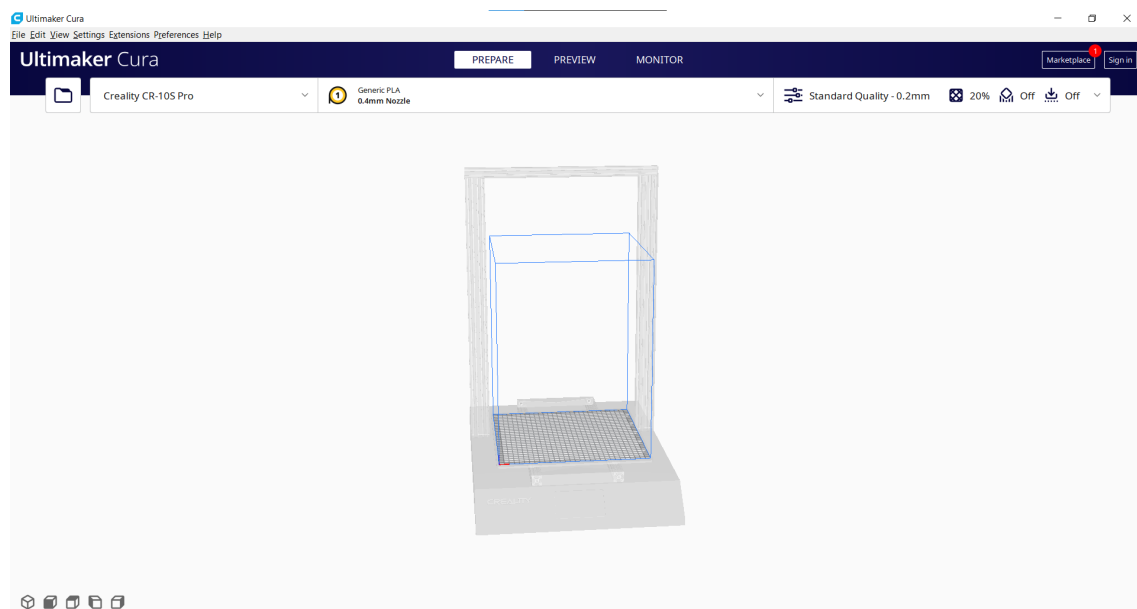 Ultimaker Cura
File Edit View Settings Extensions Preferences Help
Ultimaker Cura
PREPARE PREVIEW MONITOR
Marketplace 1 Sign in
Creality CR-10S Pro
1 Generic PLA
0.4mm Nozzle
Standard Quality - 0.2mm 20% Off Off